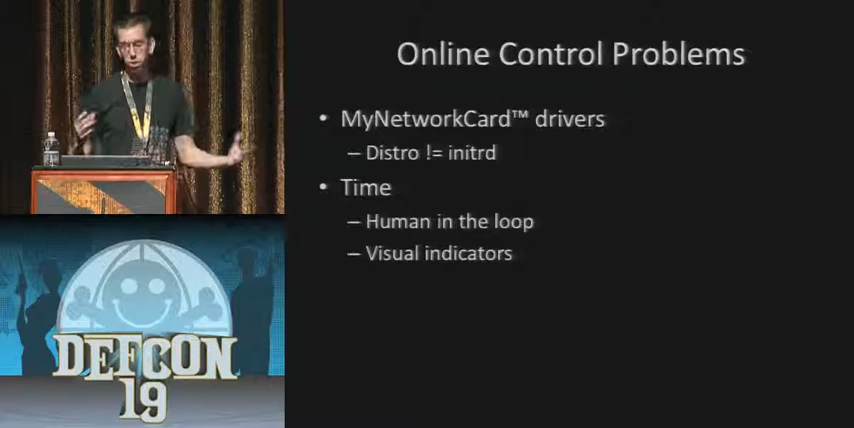 Online Control Problems
• MyNetworkCard™ drivers
– Distro != initrd
• Time
– Human in the loop
– Visual indicators
DEFCON
19